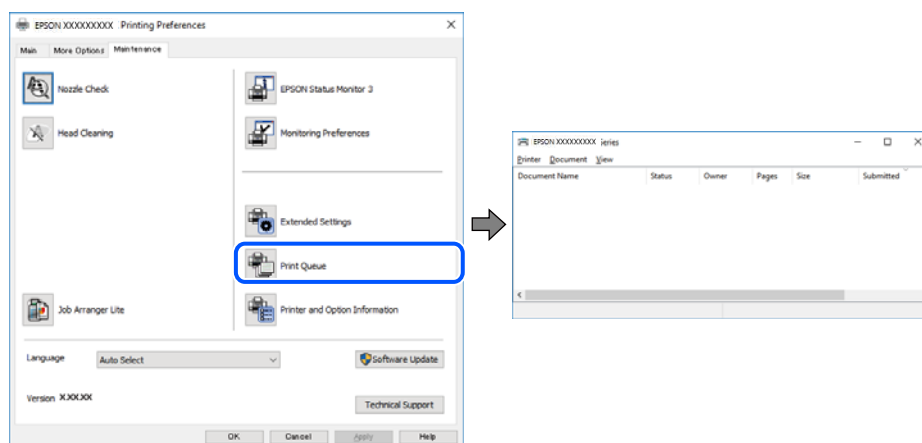 EPSON XXXXXXXXX Printing Preferences
Main More Options Maintenance
Nozzle Check
EPSON Status Monitor 3
Head Cleaning
Monitoring Preferences
Extended Settings
Print Queue
Job Arranger Lite
Printer and Option Information
Language Auto Select
Software Update
Version X.XX.XX
Technical Support
OK Cancel Apply Help
EPSON XXXXXXXXX Series
Printer Document View
Document Name Status Owner Pages Size Submitted